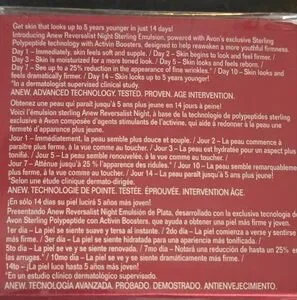 Get skin that looks up to 5 years younger in just 14 days!
Introducing Anew Reversalist Night Sterling Emulsion, powered with Avon's exclusive Sterling
Polypeptide technology with Activin Boosters, designed to help reawaken a more youthful firmness.
Day 1 – Immediately, skin feels soft and supple. / Day 2 – Skin begins to look and feel firmer. /
Day 3 – Skin is visibly more hydrated. / Day 5 – Skin looks and feels reborn. /
Day 7 – See up to a 25% reduction in the appearance of fine wrinkles.* / Day 10 – Skin looks and
feels dramatically firmer. / Day 14 – Skin looks up to 5 years younger!
*In a dermatologist supervised clinical study.
ANEW. ADVANCED TECHNOLOGY. TESTED. PROVEN. AGE INTERVENTION.
Obtenez une peau qui paraît jusqu'à 5 ans plus jeune en 14 jours à peine!
Voici l'émulsion sterling Anew Reversalist Night, à base de la technologie de polypeptides sterling
exclusive à Avon composée d'agents stimulants de l'activine, qui aide à redonner à la peau une
fermeté d'apparence plus jeune.
Jour 1 – Immédiatement, la peau semble plus douce et souple. / Jour 2 – La peau commence à
paraître plus ferme, à la vue comme au toucher. / Jour 3 – La peau est hydratée pour un aspect plus
tonifié. / Jour 5 – La peau semble renouvelée, à la vue comme au toucher. /
Jour 7 – Atténue jusqu'à 25 % l'apparence des ridules.* / Jour 10 – La peau semble remarquablement
plus ferme, à la vue comme au toucher. / Jour 14 – La peau paraît jusqu'à 5 ans plus jeune!
*Selon une étude clinique dermato-dirigée.
ANEW. TECHNOLOGIE DE POINTE. TESTÉE. ÉPROUVÉE. INTERVENTION ÂGE.
¡En sólo 14 días su piel lucirá 5 años más joven!
Presentando Anew Reversalist Night Emulsión de Plata, desarrollado con la exclusiva tecnología de
Avon Sterling Polypeptide con Activin Boosters, que ayuda a obtener una piel más firme y joven.
1er día – La piel se siente suave y tersa al instante. / 2do día – La piel comienza a verse y sentirse
más firme. / 3er día – La piel se siente hidratada para una apariencia más tonificada. /
5to día – La piel se ve y se siente renovada. / 7mo día – Notará una reducción de hasta un 25% en
las arrugas.* /10mo día – La piel se ve y se siente dramáticamente más firme. /
14to – ¡La piel luce hasta 5 años más joven!
*En un estudio clínico dermatológico supervisado.
ANEW. TECNOLOGÍA AVANZADA. PROBADO. DEMOSTRADO. ANTIENVEJECIMIENTO.